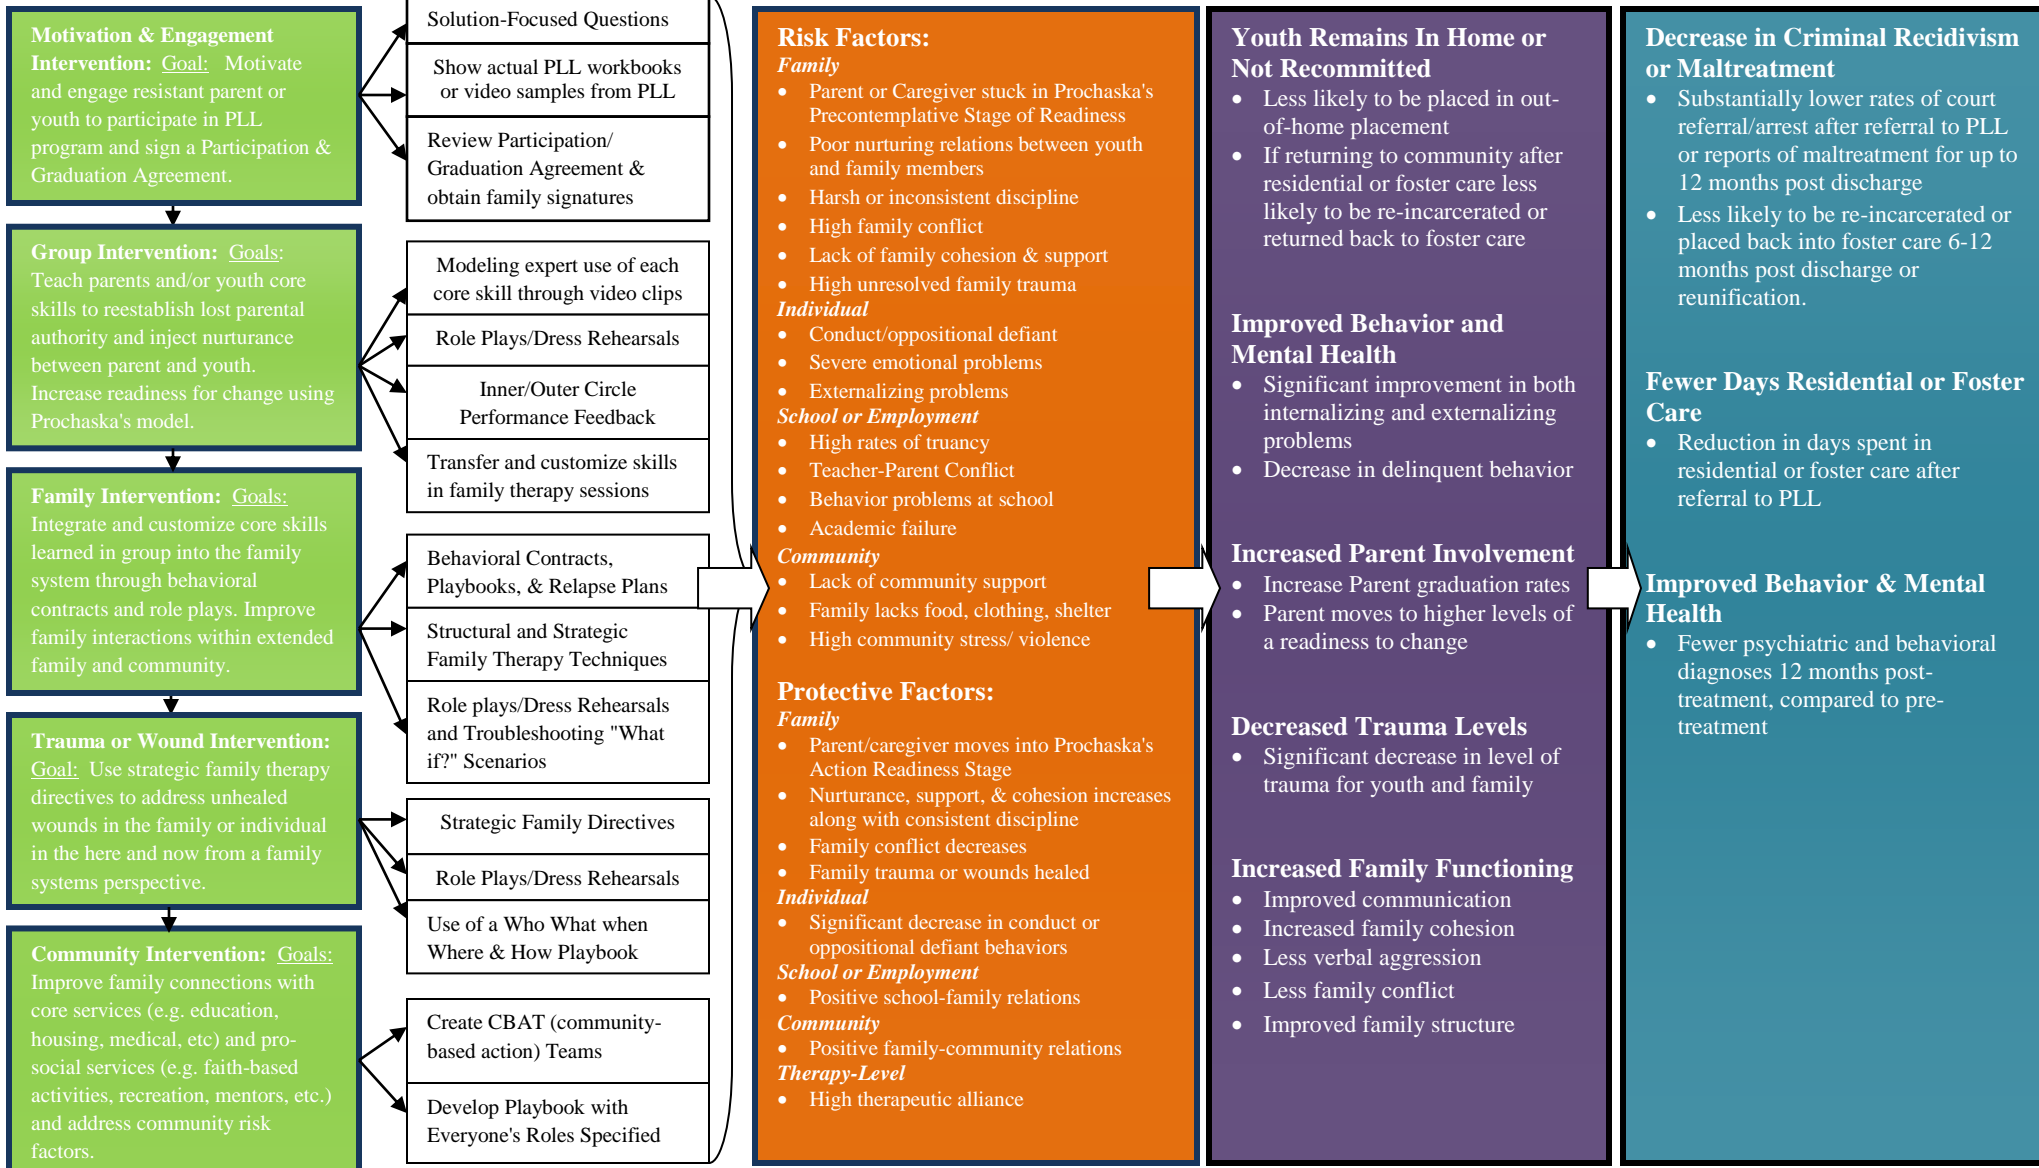 Motivation & Engagement
Intervention: Goal: Motivate
and engage resistant parent or
youth to participate in PLL
program and sign a Participation &
Graduation Agreement.
Group Intervention: Goals:
Teach parents and/or youth core
skills to reestablish lost parental
authority and inject nurturance
between parent and youth.
Increase readiness for change using
Prochaska's model.
Family Intervention: Goals:
Integrate and customize core skills
learned in group into the family
system through behavioral
contracts and role plays. Improve
family interactions within extended
family and community.
Trauma or Wound Intervention:
Goal: Use strategic family therapy
directives to address unhealed
wounds in the family or individual
in the here and now from a family
systems perspective.
Community Intervention: Goals:
Improve family connections with
core services (e.g. education,
housing, medical, etc) and pro-
social services (e.g. faith-based
activities, recreation, mentors, etc.)
and address community risk
factors.
Solution-Focused Questions
Show actual PLL workbooks
or video samples from PLL
Review Participation/
Graduation Agreement &
obtain family signatures
Modeling expert use of each
core skill through video clips
Role Plays/Dress Rehearsals
Inner/Outer Circle
Performance Feedback
Transfer and customize skills
in family therapy sessions
Behavioral Contracts,
Playbooks, & Relapse Plans
Structural and Strategic
Family Therapy Techniques
Role plays/Dress Rehearsals
and Troubleshooting "What
if?" Scenarios
Strategic Family Directives
Role Plays/Dress Rehearsals
Use of a Who What when
Where & How Playbook
Create CBAT (community-
based action) Teams
Develop Playbook with
Everyone's Roles Specified
Risk Factors:
Family
• Parent or Caregiver stuck in Prochaska's
Precontemplative Stage of Readiness
• Poor nurturing relations between youth
and family members
• Harsh or inconsistent discipline
• High family conflict
• Lack of family cohesion & support
• High unresolved family trauma
Individual
• Conduct/oppositional defiant
• Severe emotional problems
• Externalizing problems
School or Employment
• High rates of truancy
• Teacher-Parent Conflict
• Behavior problems at school
• Academic failure
Community
• Lack of community support
• Family lacks food, clothing, shelter
• High community stress/ violence
Protective Factors:
Family
• Parent/caregiver moves into Prochaska's
Action Readiness Stage
• Nurturance, support, & cohesion increases
along with consistent discipline
• Family conflict decreases
• Family trauma or wounds healed
Individual
• Significant decrease in conduct or
oppositional defiant behaviors
School or Employment
• Positive school-family relations
Community
• Positive family-community relations
Therapy-Level
• High therapeutic alliance
Youth Remains In Home or
Not Recommitted
• Less likely to be placed in out-
of-home placement
• If returning to community after
residential or foster care less
likely to be re-incarcerated or
returned back to foster care
Improved Behavior and
Mental Health
• Significant improvement in both
internalizing and externalizing
problems
• Decrease in delinquent behavior
Increased Parent Involvement
• Increase Parent graduation rates
• Parent moves to higher levels of
a readiness to change
Decreased Trauma Levels
• Significant decrease in level of
trauma for youth and family
Increased Family Functioning
• Improved communication
• Increased family cohesion
• Less verbal aggression
• Less family conflict
• Improved family structure
Decrease in Criminal Recidivism
or Maltreatment
• Substantially lower rates of court
referral/arrest after referral to PLL
or reports of maltreatment for up to
12 months post discharge
• Less likely to be re-incarcerated or
placed back into foster care 6-12
months post discharge or
reunification.
Fewer Days Residential or Foster
Care
• Reduction in days spent in
residential or foster care after
referral to PLL
Improved Behavior & Mental
Health
• Fewer psychiatric and behavioral
diagnoses 12 months post-
treatment, compared to pre-
treatment